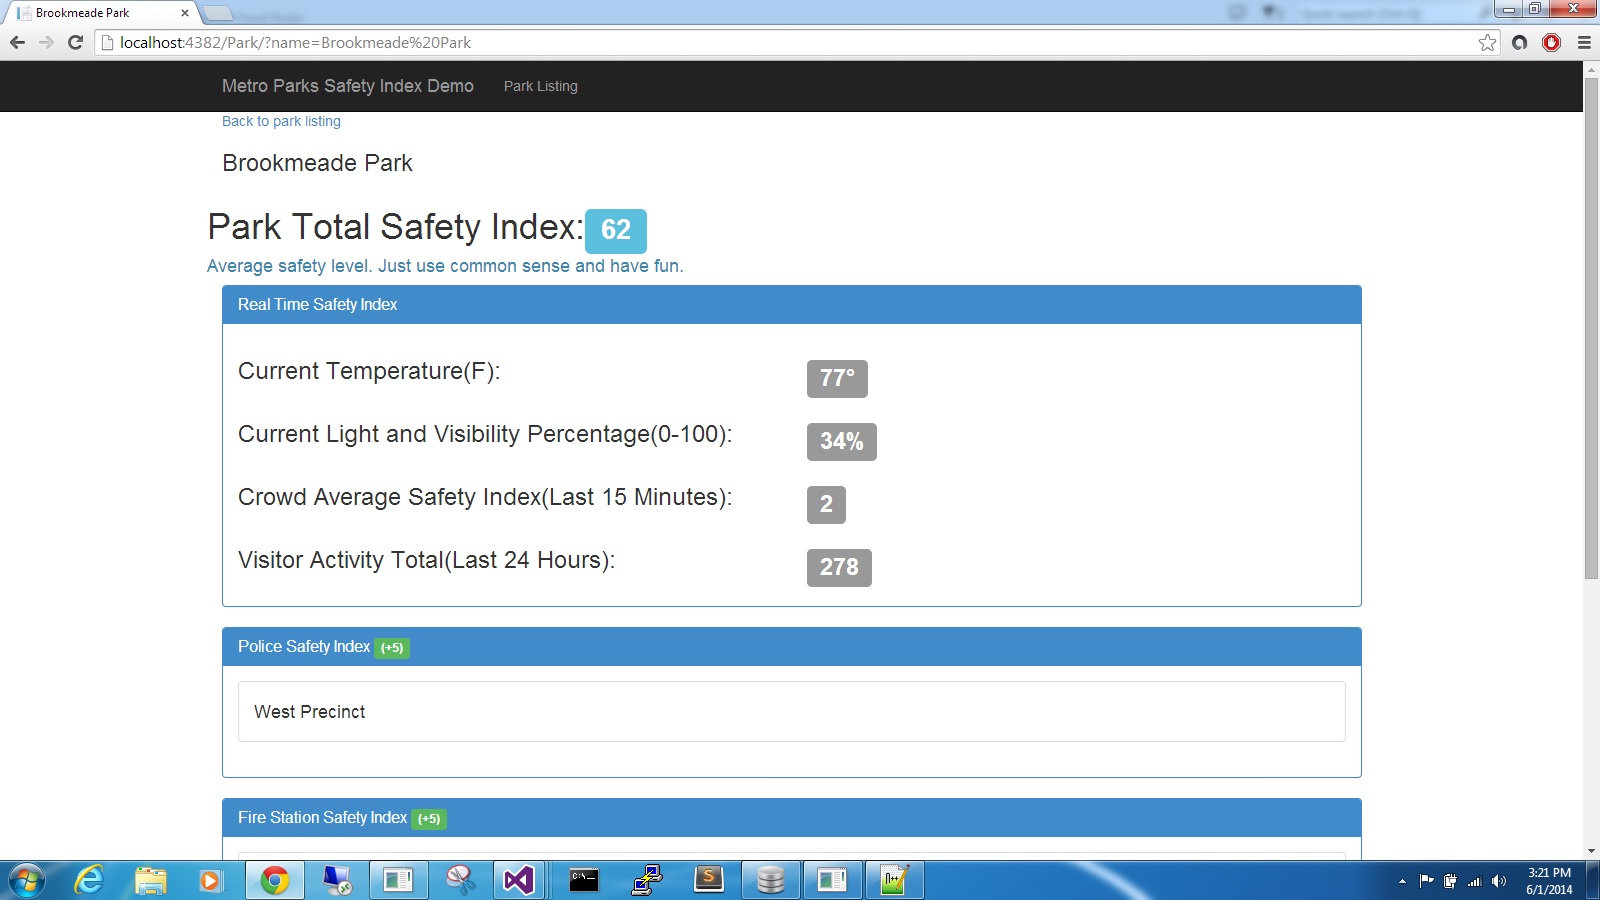 Brookmeade Park
localhost:4382/Park/?name=Brookmeade%20Park
Metro Parks Safety Index Demo Park Listing
Back to park listing
Brookmeade Park
Park Total Safety Index: 62
Average safety level. Just use common sense and have fun.
Real Time Safety Index
Current Temperature(F): 77°
Current Light and Visibility Percentage(0-100): 34%
Crowd Average Safety Index(Last 15 Minutes): 2
Visitor Activity Total(Last 24 Hours): 278
Police Safety Index (+5)
West Precinct
Fire Station Safety Index (+5)
3:21 PM
6/1/2014